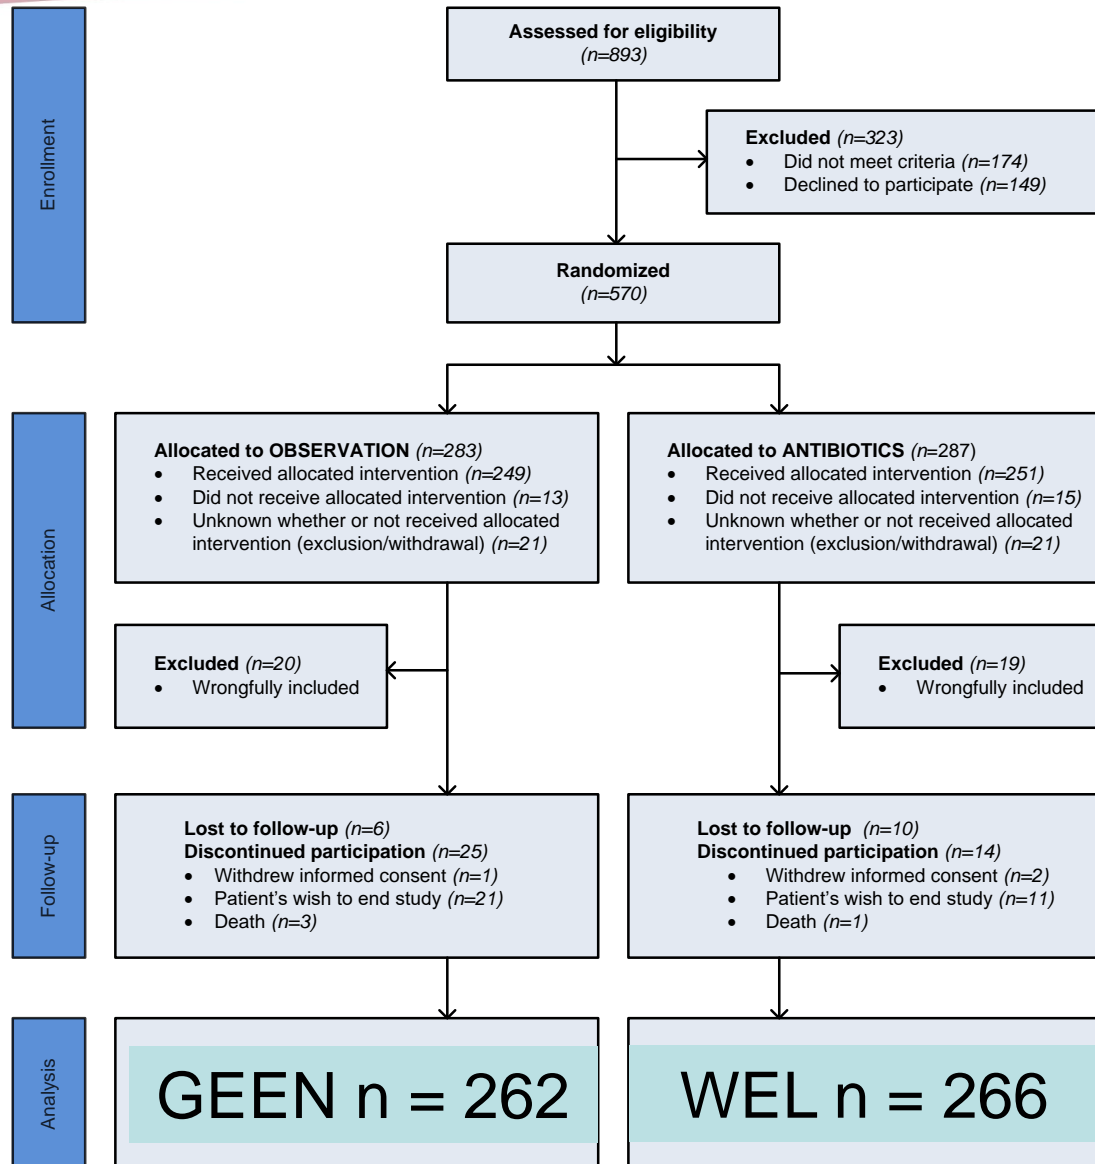 Enrollment
Assessed for eligibility
(n=893)
Excluded (n=323)
• Did not meet criteria (n=174)
• Declined to participate (n=149)
Randomized
(n=570)
Allocation
Allocated to OBSERVATION (n=283)
• Received allocated intervention (n=249)
• Did not receive allocated intervention (n=13)
• Unknown whether or not received allocated
intervention (exclusion/withdrawal) (n=21)
Allocated to ANTIBIOTICS (n=287)
• Received allocated intervention (n=251)
• Did not receive allocated intervention (n=15)
• Unknown whether or not received allocated
intervention (exclusion/withdrawal) (n=21)
Excluded (n=20)
• Wrongfully included
Excluded (n=19)
• Wrongfully included
Follow-up
Lost to follow-up (n=6)
Discontinued participation (n=25)
• Withdrew informed consent (n=1)
• Patient's wish to end study (n=21)
• Death (n=3)
Lost to follow-up (n=10)
Discontinued participation (n=14)
• Withdrew informed consent (n=2)
• Patient's wish to end study (n=11)
• Death (n=1)
Analysis
GEEN n = 262
WEL n = 266